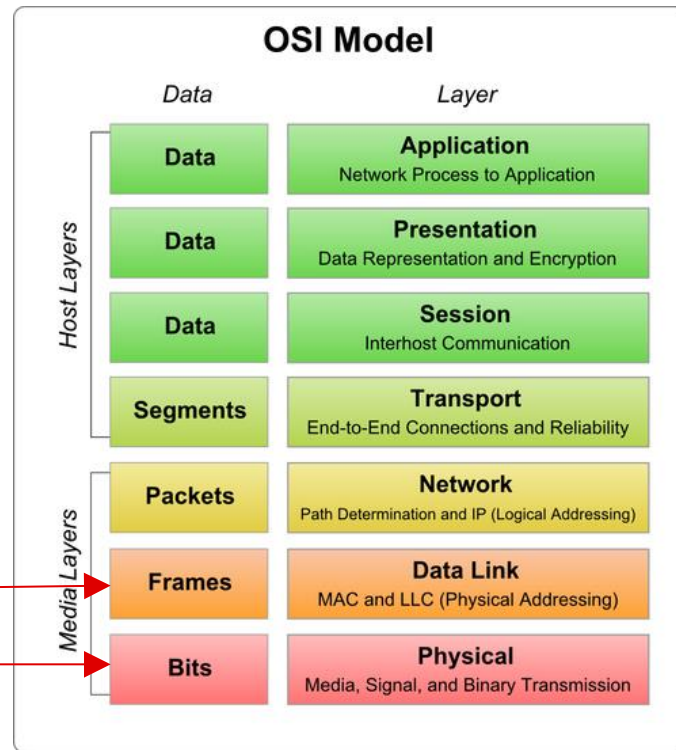 OSI Model
Data Layer
Host Layers
Data
Application
Network Process to Application
Data
Presentation
Data Representation and Encryption
Data
Session
Interhost Communication
Segments
Transport
End-to-End Connections and Reliability
Media Layers
Packets
Network
Path Determination and IP (Logical Addressing)
Frames
Data Link
MAC and LLC (Physical Addressing)
Bits
Physical
Media, Signal, and Binary Transmission